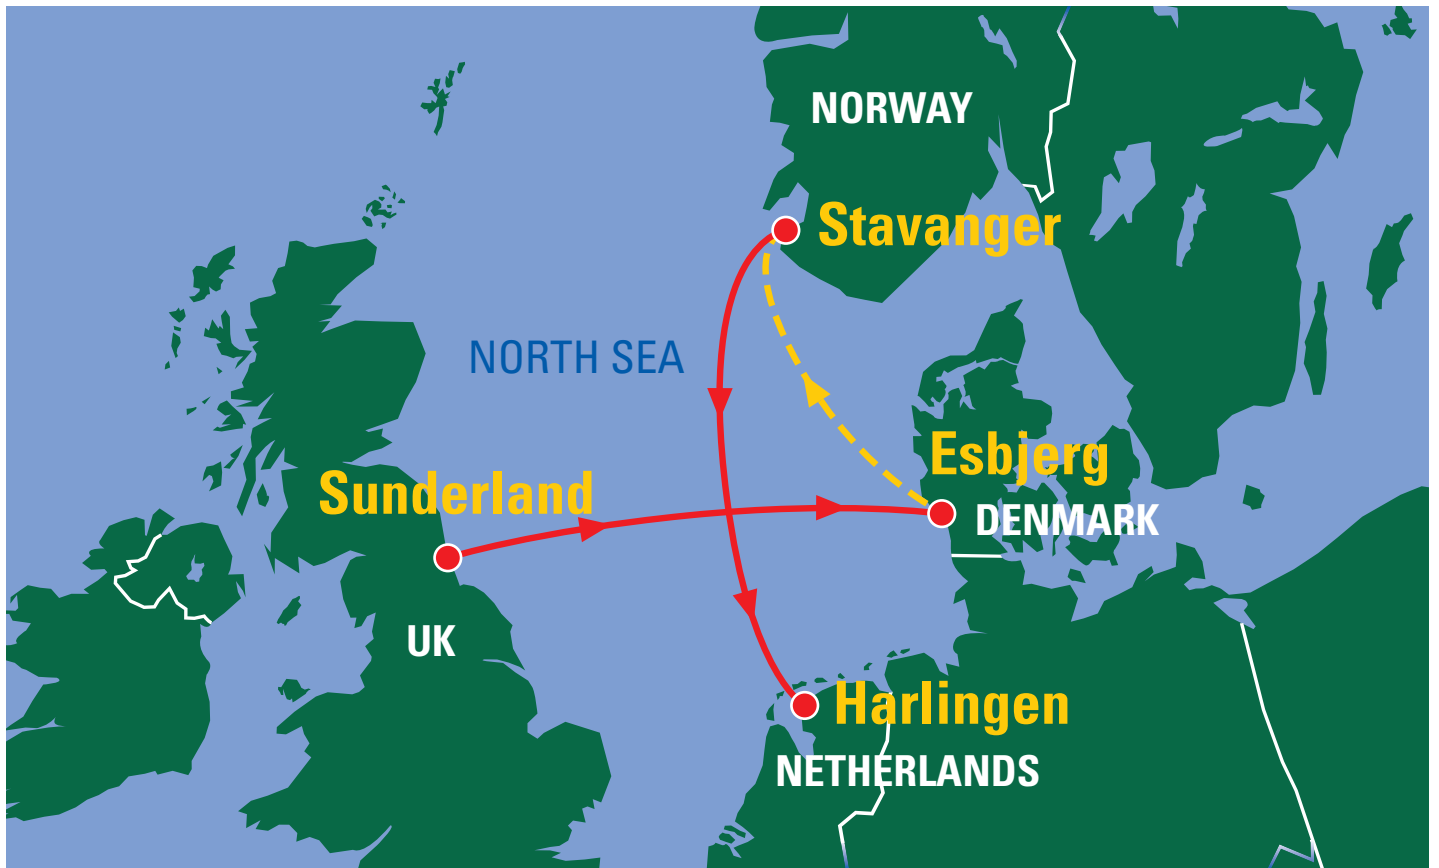 NORWAY
Stavanger
NORTH SEA
Esbjerg
Sunderland
DENMARK
UK
Harlingen
NETHERLANDS